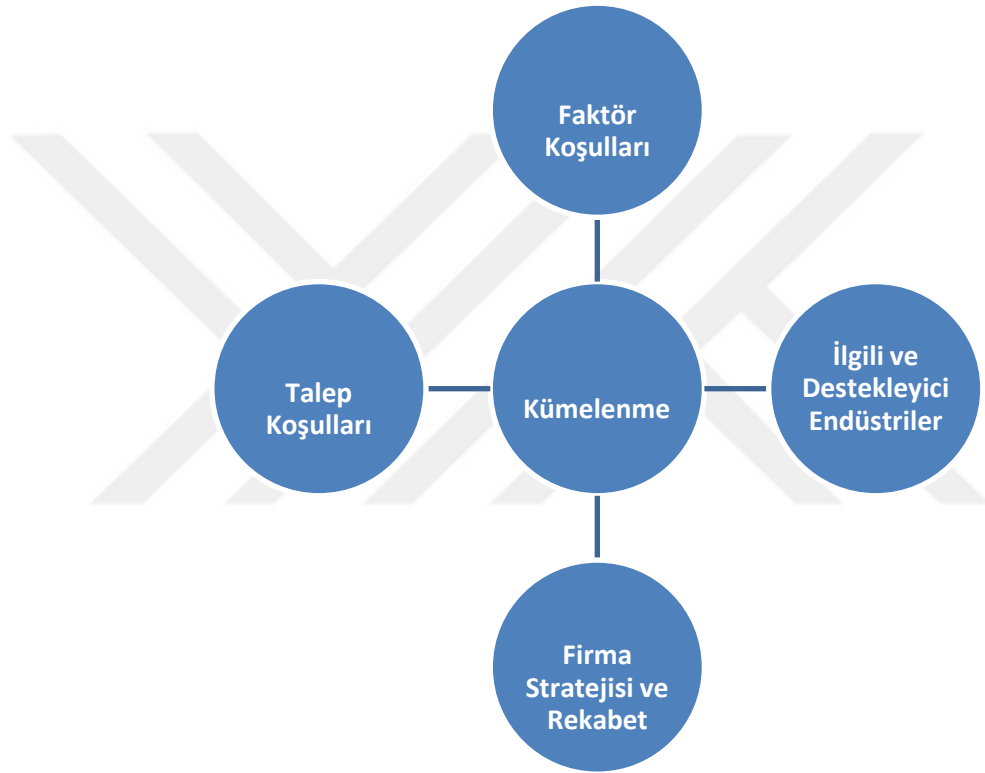 Faktör
Koşulları
Talep
Koşulları
Kümelenme
İlgili ve
Destekleyici
Endüstriler
Firma
Stratejisi ve
Rekabet